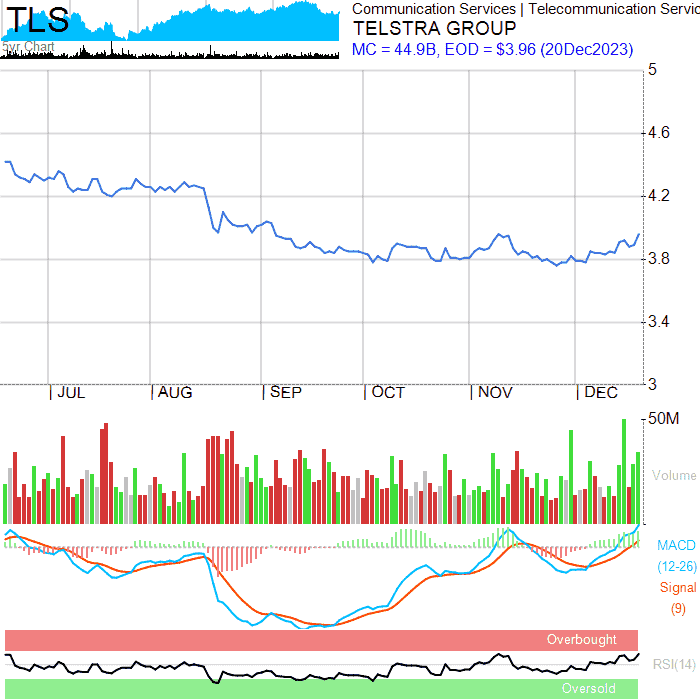 TLS
5yr Chart
Communication Services | Telecommunication Servic
TELSTRA GROUP
MC = 44.9B, EOD = $3.96 (20Dec2023)
5
4.6
4.2
3.8
3.4
3
| JUL | AUG | SEP | OCT | NOV | DEC
50M
Volume
MACD
(12-26)
Signal
(9)
Overbought
RSI(14)
Oversold